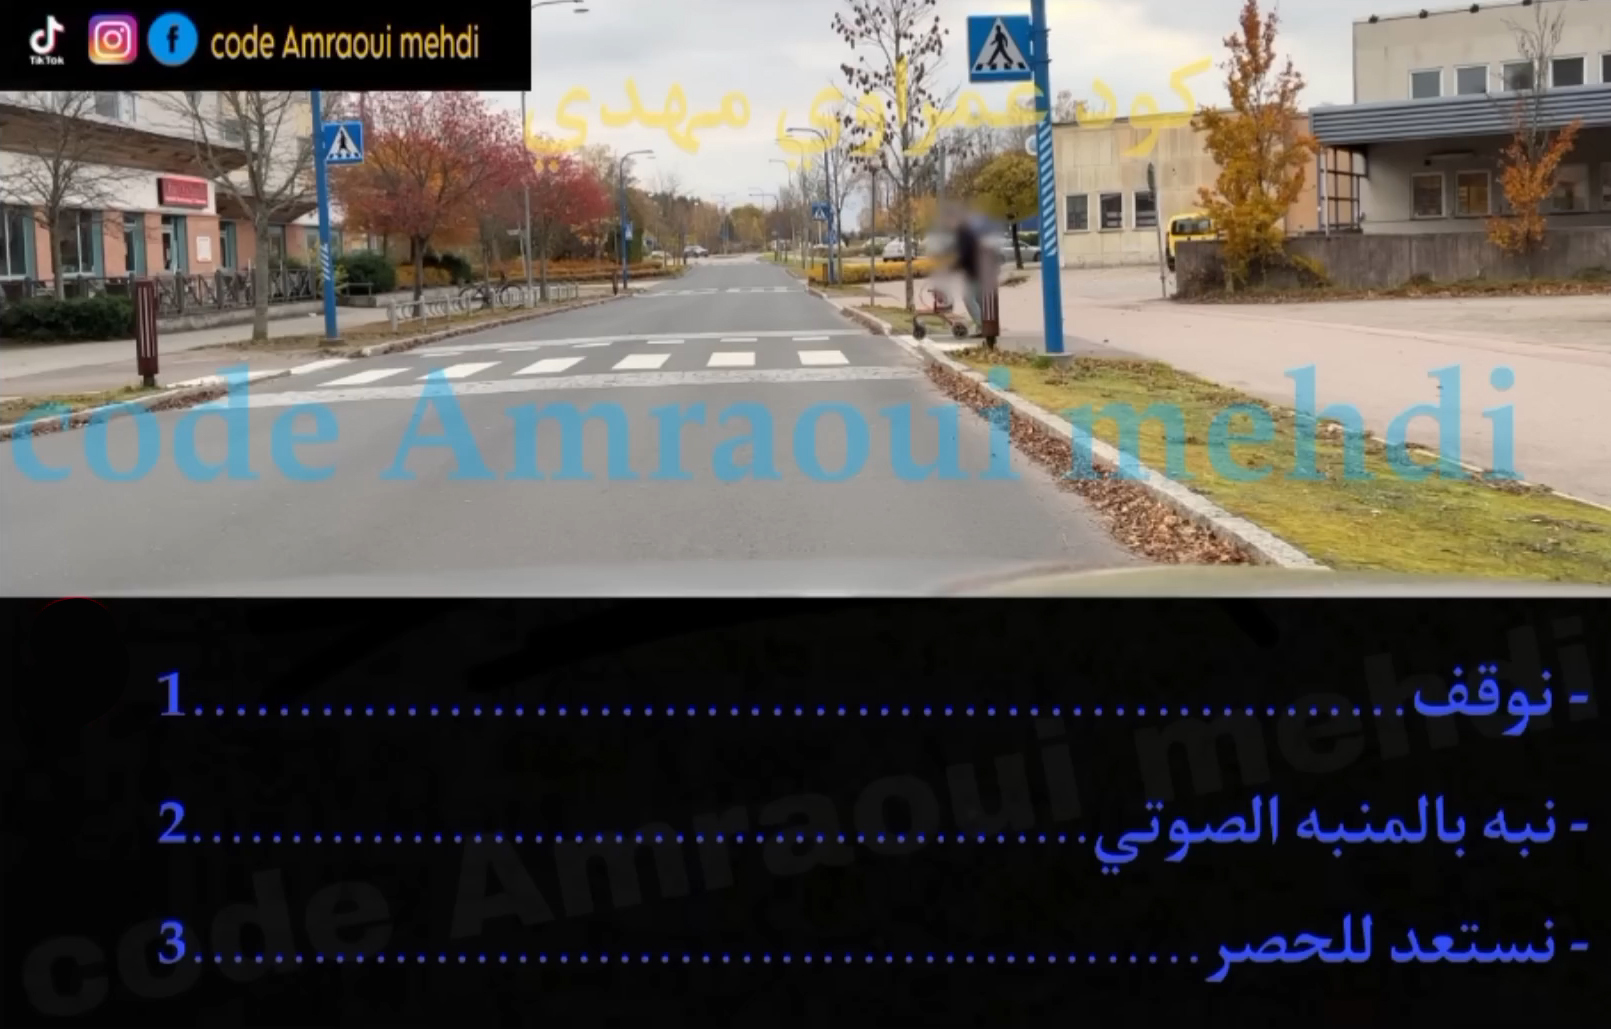 TikTok
code Amraoui mehdi
كود عمراوي مهدي
code Amraoui mehdi
- نوقف........................................................1
- نبه بالمنبه الصوتي..........................................2
- نستعد للحصر...............................................3
code Amraoui mehdi